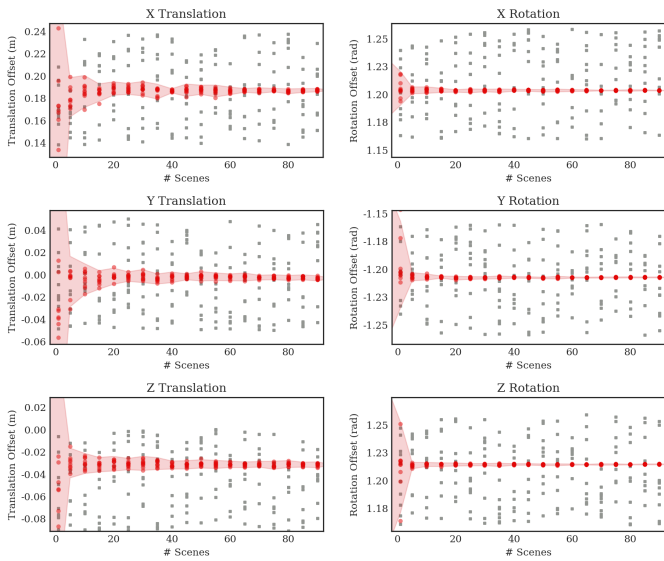 X Translation
Translation Offset (m)
0.24
0.22
0.20
0.18
0.16
0.14
0 20 40 60 80
# Scenes
X Rotation
Rotation Offset (rad)
1.25
1.23
1.20
1.18
1.15
0 20 40 60 80
# Scenes
Y Translation
Translation Offset (m)
0.04
0.02
0.00
-0.02
-0.04
-0.06
0 20 40 60 80
# Scenes
Y Rotation
Rotation Offset (rad)
-1.15
-1.18
-1.20
-1.23
-1.25
0 20 40 60 80
# Scenes
Z Translation
Translation Offset (m)
0.02
0.00
-0.02
-0.04
-0.06
-0.08
0 20 40 60 80
# Scenes
Z Rotation
Rotation Offset (rad)
1.25
1.23
1.20
1.18
0 20 40 60 80
# Scenes